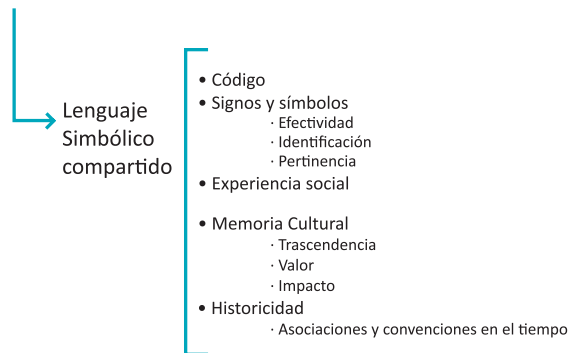 Lenguaje
Simbólico
compartido
• Código
• Signos y símbolos
· Efectividad
· Identificación
· Pertinencia
• Experiencia social
• Memoria Cultural
· Trascendencia
· Valor
· Impacto
• Historicidad
· Asociaciones y convenciones en el tiempo